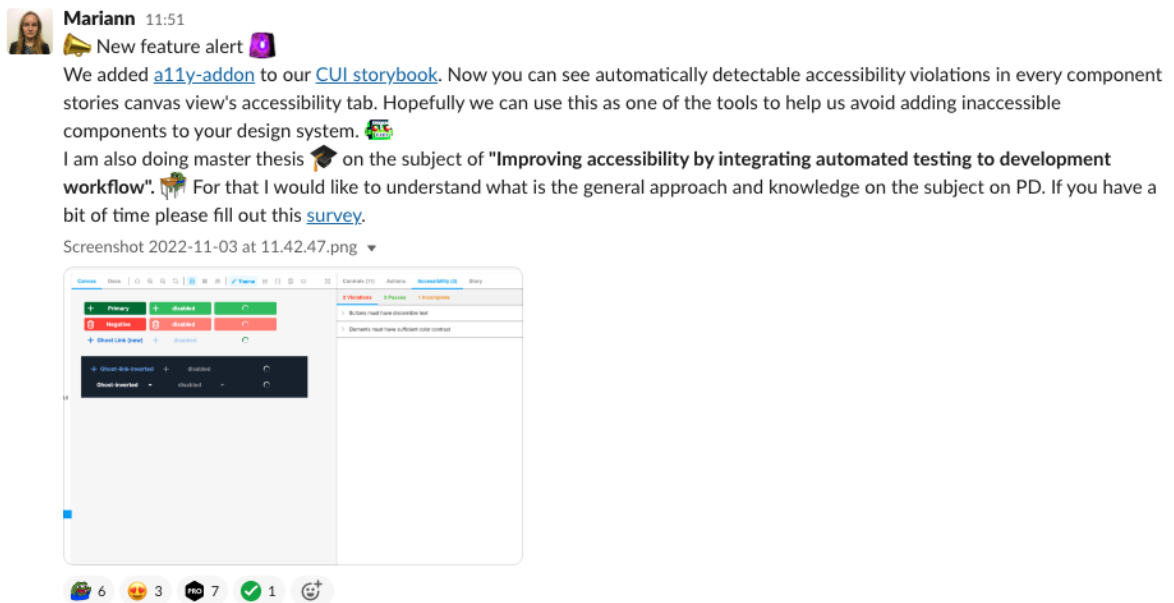 Mariann 11:51
New feature alert
We added a11y-addon to our CUI storybook. Now you can see automatically detectable accessibility violations in every component
stories canvas view's accessibility tab. Hopefully we can use this as one of the tools to help us avoid adding inaccessible
components to your design system.
I am also doing master thesis on the subject of "Improving accessibility by integrating automated testing to development
workflow". For that I would like to understand what is the general approach and knowledge on the subject on PD. If you have a
bit of time please fill out this survey.
Screenshot 2022-11-03 at 11.42.47.png
Canvas Docs Theme Controls (11) Actions Accessibility (3) Story
2 Violations 3 Passes 1 Incomplete
Primary disabled
Buttons must have discernible text
Negative disabled
Elements must have sufficient color contrast
Ghost Link (new) disabled
Ghost-link-inverted disabled
Ghost-inverted disabled
6 3 PRO 7 1